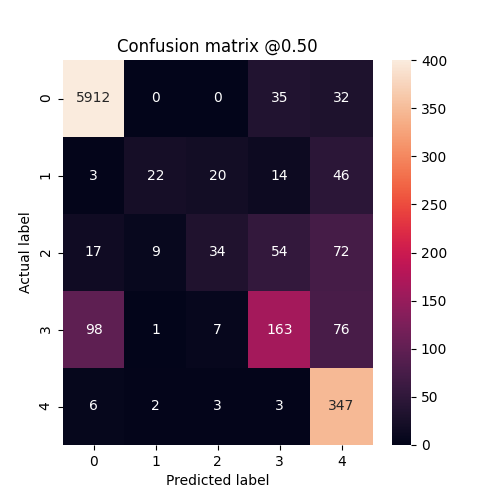 Confusion matrix @0.50
0 5912 0 0 35 32
1 3 22 20 14 46
2 17 9 34 54 72
3 98 1 7 163 76
4 6 2 3 3 347
0 1 2 3 4
Predicted label
Actual label
400
350
300
250
200
150
100
50
0